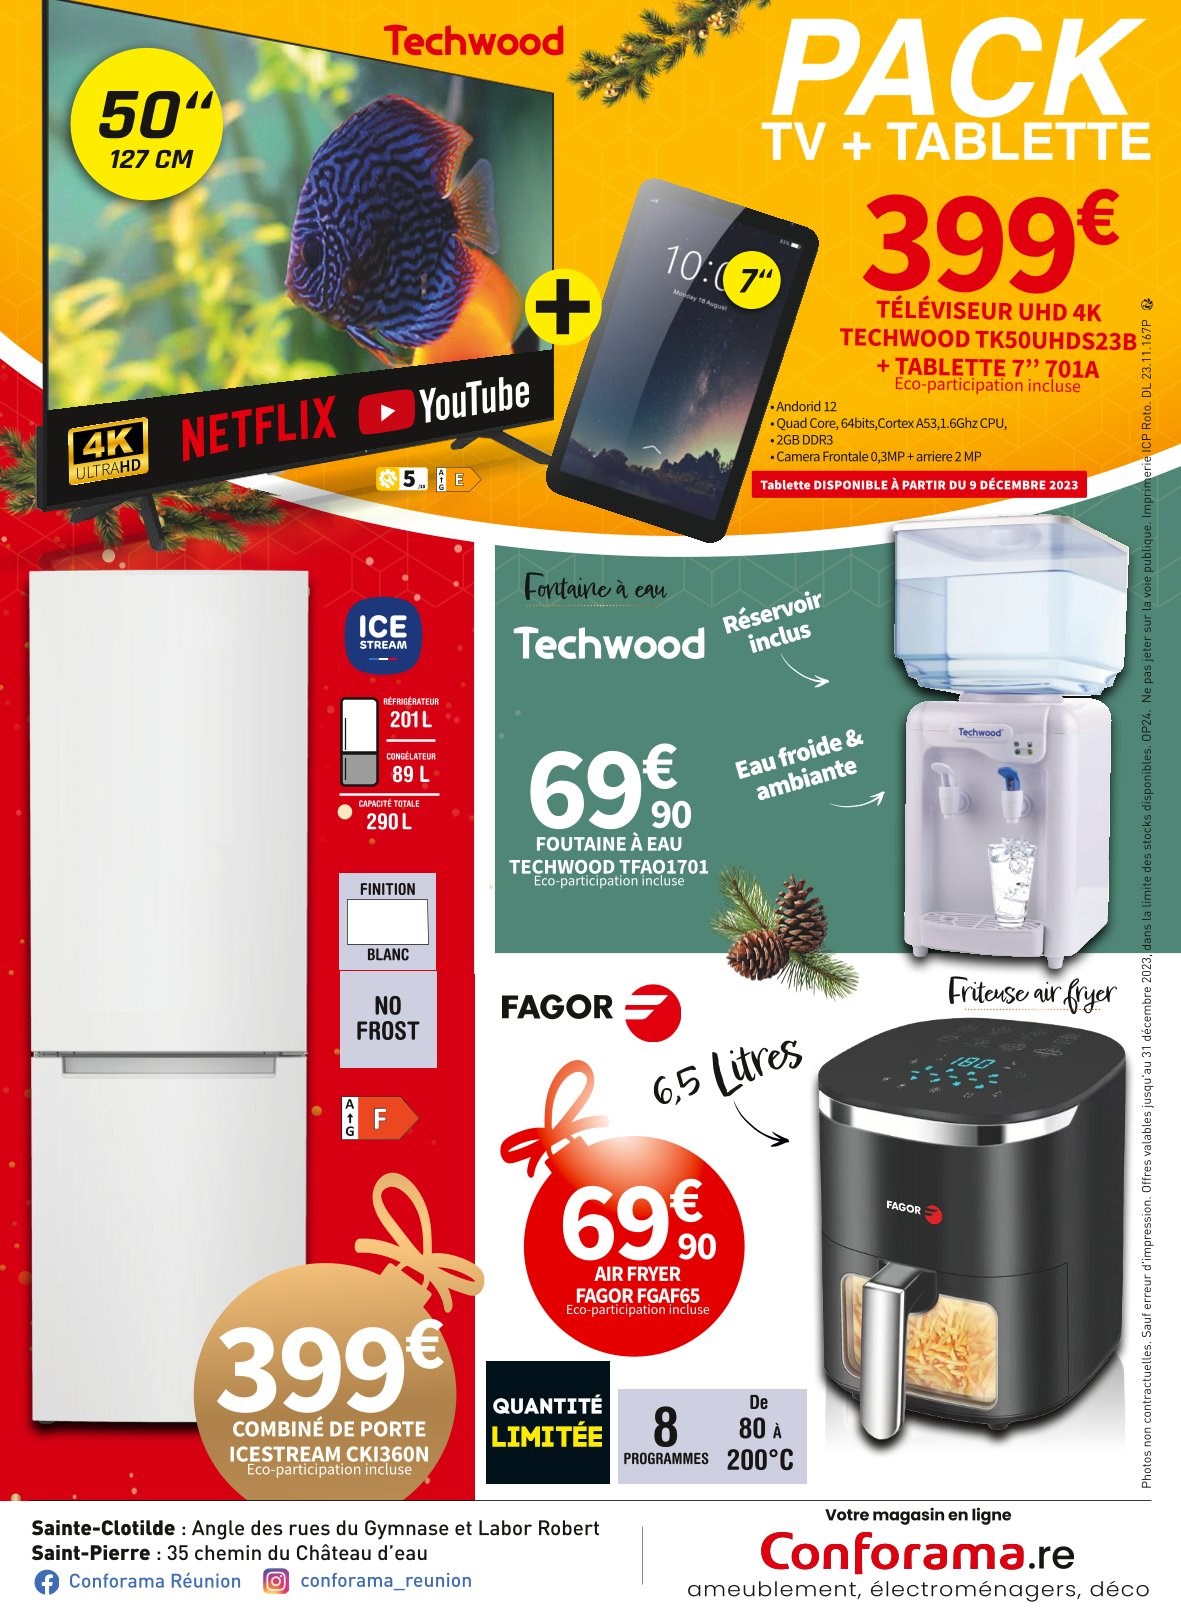 Techwood
50“
127 CM
PACK
TV + TABLETTE
399€
TÉLÉVISEUR UHD 4K
TECHWOOD TK50UHDS23B
+ TABLETTE 7’’ 701A
Eco-participation incluse
10:0
Monday 18 August
7“
4K
ULTRAHD
NETFLIX
YouTube
5
/10
A
G
E
• Andorid 12
• Quad Core, 64bits,Cortex A53,1.6Ghz CPU,
• 2GB DDR3
• Camera Frontale 0,3MP + arriere 2 MP
Tablette DISPONIBLE À PARTIR DU 9 DÉCEMBRE 2023
ICE
STREAM
RÉFRIGÉRATEUR
201 L
CONGÉLATEUR
89 L
CAPACITÉ TOTALE
290 L
FINITION
BLANC
NO
FROST
A
G
F
399€
COMBINÉ DE PORTE
ICESTREAM CKI360N
Eco-participation incluse
Fontaine à eau
Techwood
Réservoir
inclus
Eau froide &
ambiante
69€90
FOUTAINE À EAU
TECHWOOD TFAO1701
Eco-participation incluse
Techwood
FAGOR
Friteuse air fryer
6,5 Litres
180
FAGOR
69€90
AIR FRYER
FAGOR FGAF65
Eco-participation incluse
QUANTITÉ
LIMITÉE
8
PROGRAMMES
De
80 À
200°C
Photos non contractuelles. Sauf erreur d'impression. Offres valables jusqu'au 31 décembre 2023, dans la limite des stocks disponibles. OP24. Ne pas jeter sur la voie publique. Imprimerie ICP Roto. DL 23.11.167P
Sainte-Clotilde : Angle des rues du Gymnase et Labor Robert
Saint-Pierre : 35 chemin du Château d'eau
Conforama Réunion conforama_reunion
Votre magasin en ligne
Conforama.re
ameublement, électroménagers, déco